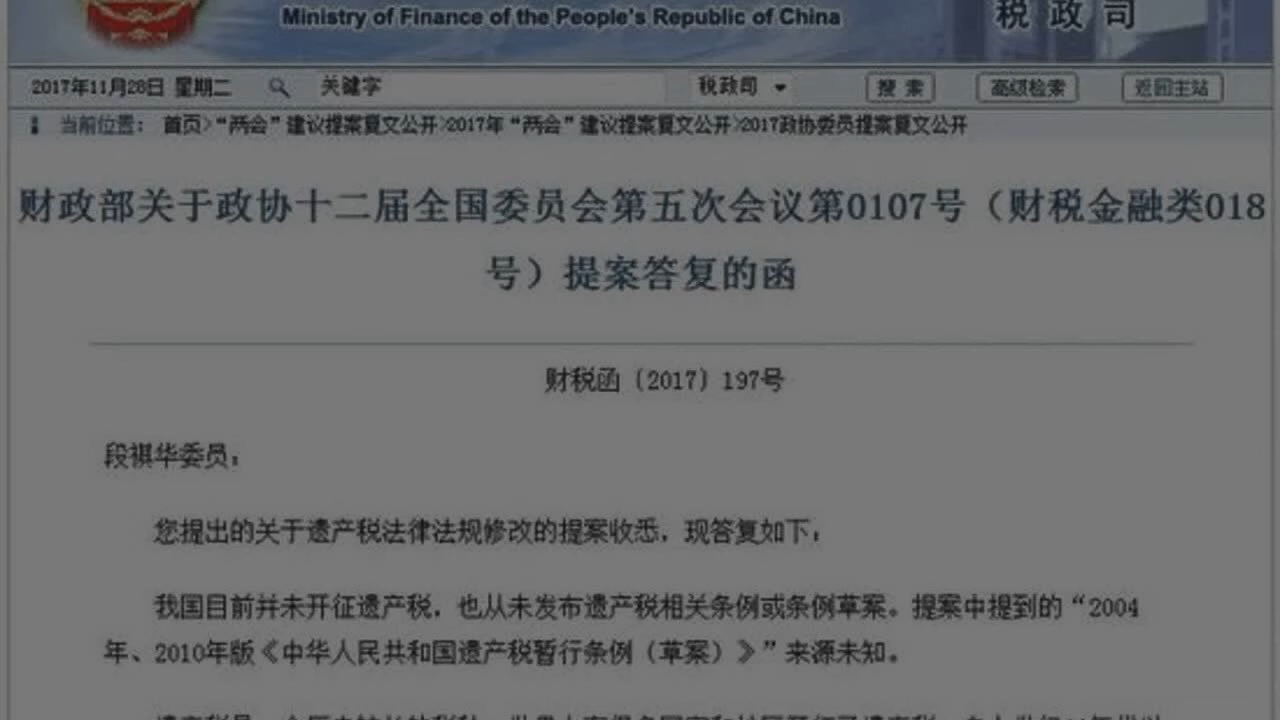 Ministry of Finance of the People's Republic of China
税政司
2017年11月28日 星期二 关键字 税政司 搜索 高级检索 返回主站
当前位置： 首页>“两会”建议提案复文公开>2017年“两会”建议提案复文公开>2017政协委员提案复文公开
财政部关于政协十二届全国委员会第五次会议第0107号（财税金融类018
号）提案答复的函
财税函〔2017〕197号
段祺华委员：
您提出的关于遗产税法律法规修改的提案收悉，现答复如下：
我国目前并未开征遗产税，也从未发布遗产税相关条例或条例草案。提案中提到的“2004
年、2010年版《中华人民共和国遗产税暂行条例（草案）》”来源未知。